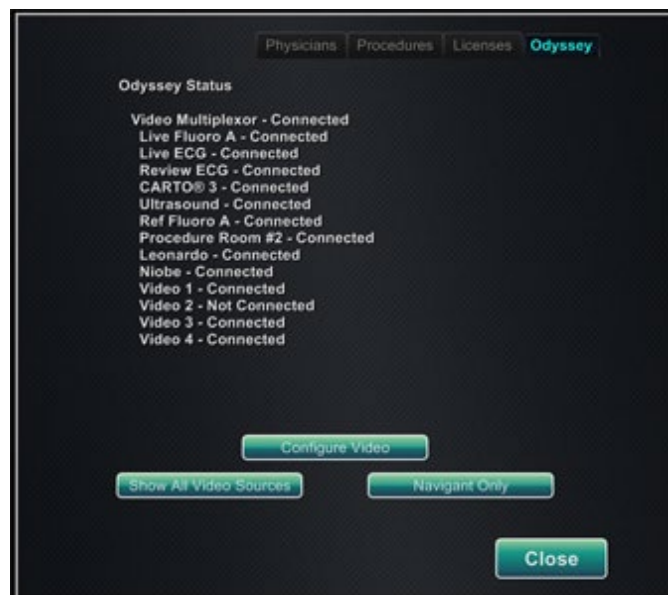 Physicians Procedures Licenses Odyssey
Odyssey Status
Video Multiplexor - Connected
Live Fluoro A - Connected
Live ECG - Connected
Review ECG - Connected
CARTO® 3 - Connected
Ultrasound - Connected
Ref Fluoro A - Connected
Procedure Room #2 - Connected
Leonardo - Connected
Niobe - Connected
Video 1 - Connected
Video 2 - Not Connected
Video 3 - Connected
Video 4 - Connected
Configure Video
Show All Video Sources Navigant Only
Close